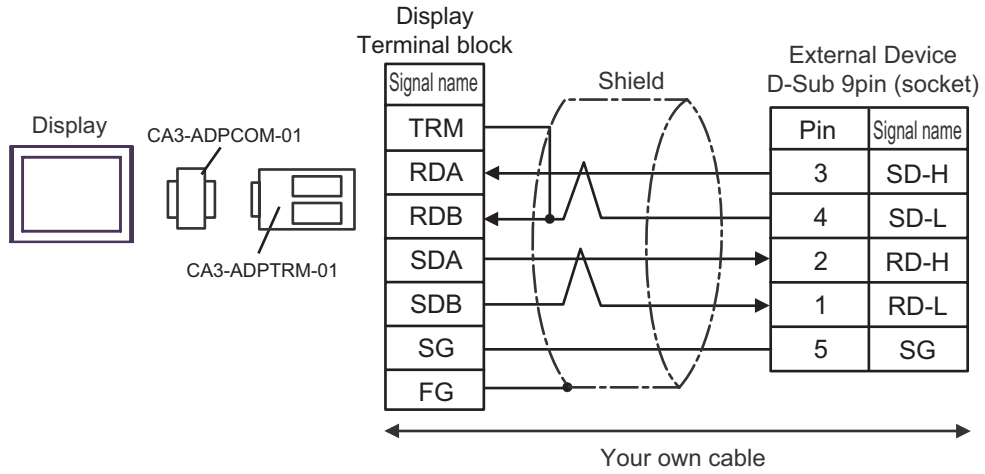 Display
Terminal block
External Device
D-Sub 9pin (socket)
Shield
Display
CA3-ADPCOM-01
CA3-ADPTRM-01
Signal name
TRM
RDA
RDB
SDA
SDB
SG
FG
Pin Signal name
3 SD-H
4 SD-L
2 RD-H
1 RD-L
5 SG
Your own cable